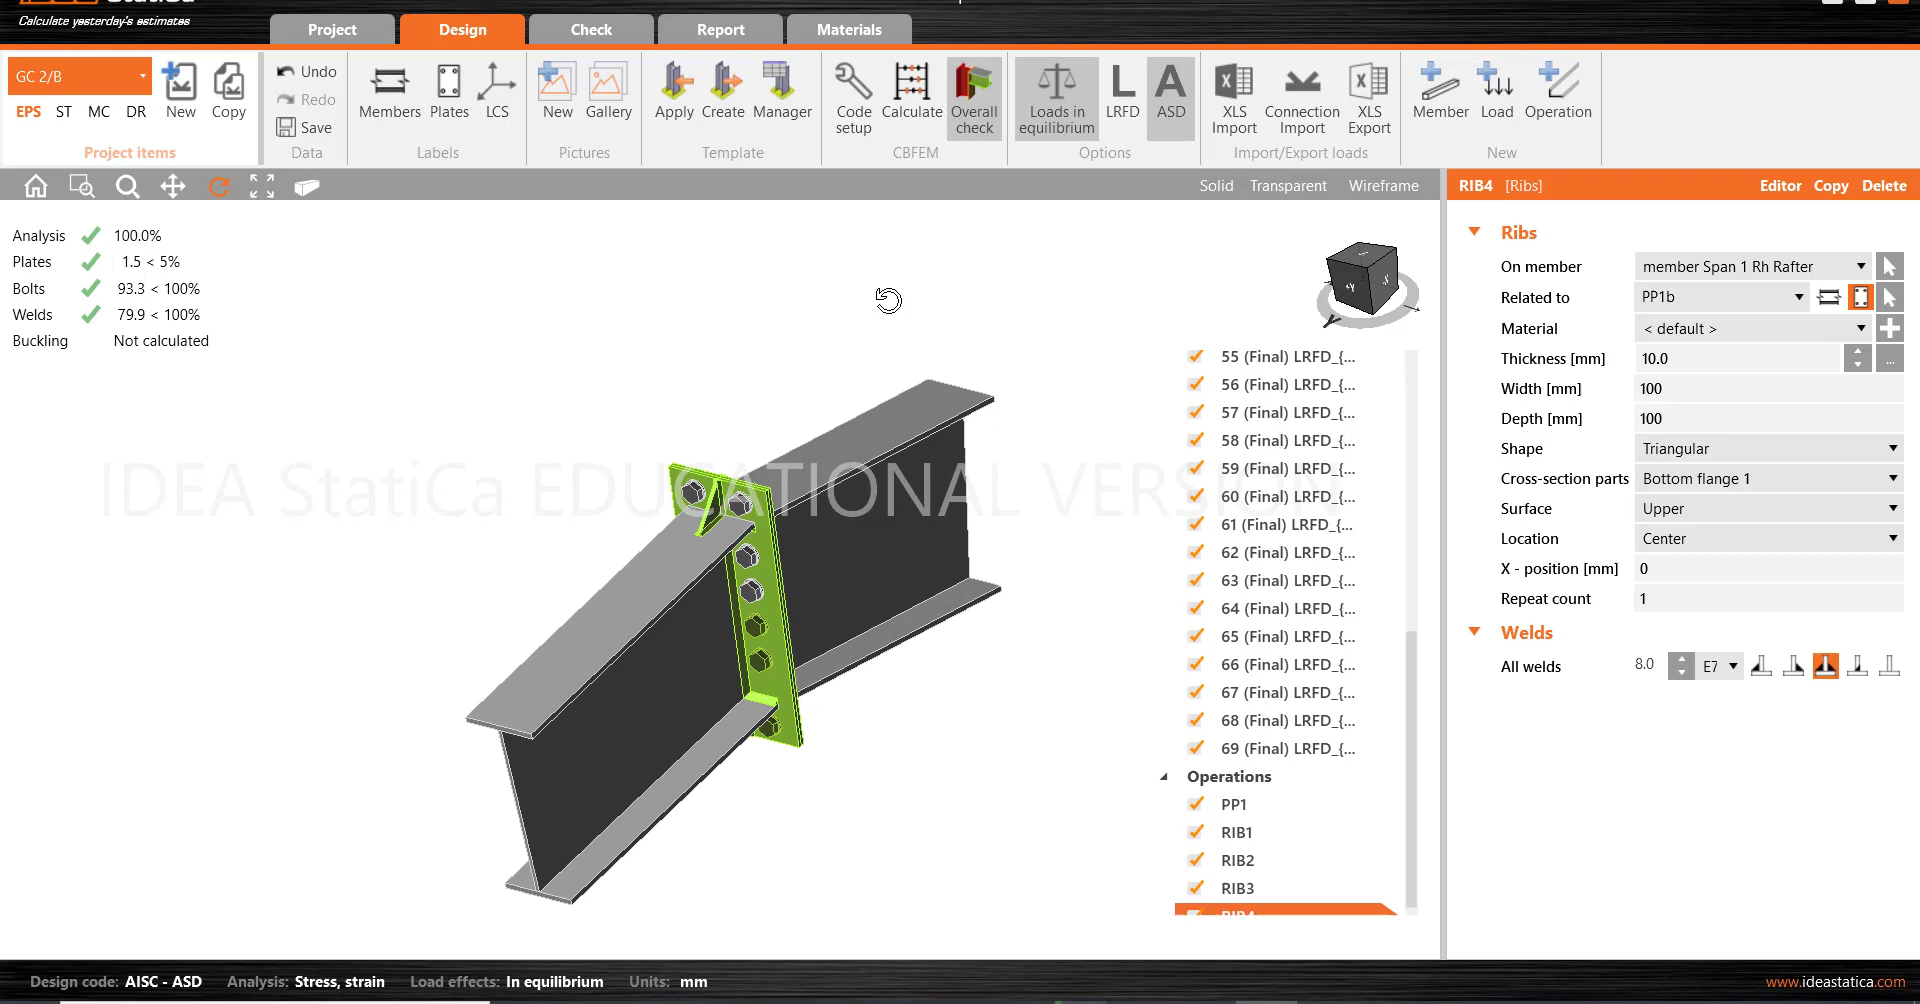 Calculate yesterday's estimates
Project
Design
Check
Report
Materials
GC 2/B
EPS ST MC DR
New
Copy
Project items
Undo
Redo
Save
Data
Members
Plates
LCS
Labels
New
Gallery
Pictures
Apply
Create
Manager
Template
Code setup
Calculate
Overall check
CBFEM
Loads in equilibrium
LRFD
ASD
Options
XLS Import
Connection Import
XLS Export
Import/Export loads
Member
Load
Operation
New
Solid Transparent Wireframe
RIB4 [Ribs] Editor Copy Delete
Analysis 100.0%
Plates 1.5 < 5%
Bolts 93.3 < 100%
Welds 79.9 < 100%
Buckling Not calculated
IDEA StatiCa EDUCATIONAL VERSION
55 (Final) LRFD_{...
56 (Final) LRFD_{...
57 (Final) LRFD_{...
58 (Final) LRFD_{...
59 (Final) LRFD_{...
60 (Final) LRFD_{...
61 (Final) LRFD_{...
62 (Final) LRFD_{...
63 (Final) LRFD_{...
64 (Final) LRFD_{...
65 (Final) LRFD_{...
66 (Final) LRFD_{...
67 (Final) LRFD_{...
68 (Final) LRFD_{...
69 (Final) LRFD_{...
Operations
PP1
RIB1
RIB2
RIB3
RIB4
Ribs
On member member Span 1 Rh Rafter
Related to PP1b
Material < default >
Thickness [mm] 10.0 ...
Width [mm] 100
Depth [mm] 100
Shape Triangular
Cross-section parts Bottom flange 1
Surface Upper
Location Center
X - position [mm] 0
Repeat count 1
Welds
All welds 8.0 E7
Design code: AISC - ASD Analysis: Stress, strain Load effects: In equilibrium Units: mm
www.ideastatica.com